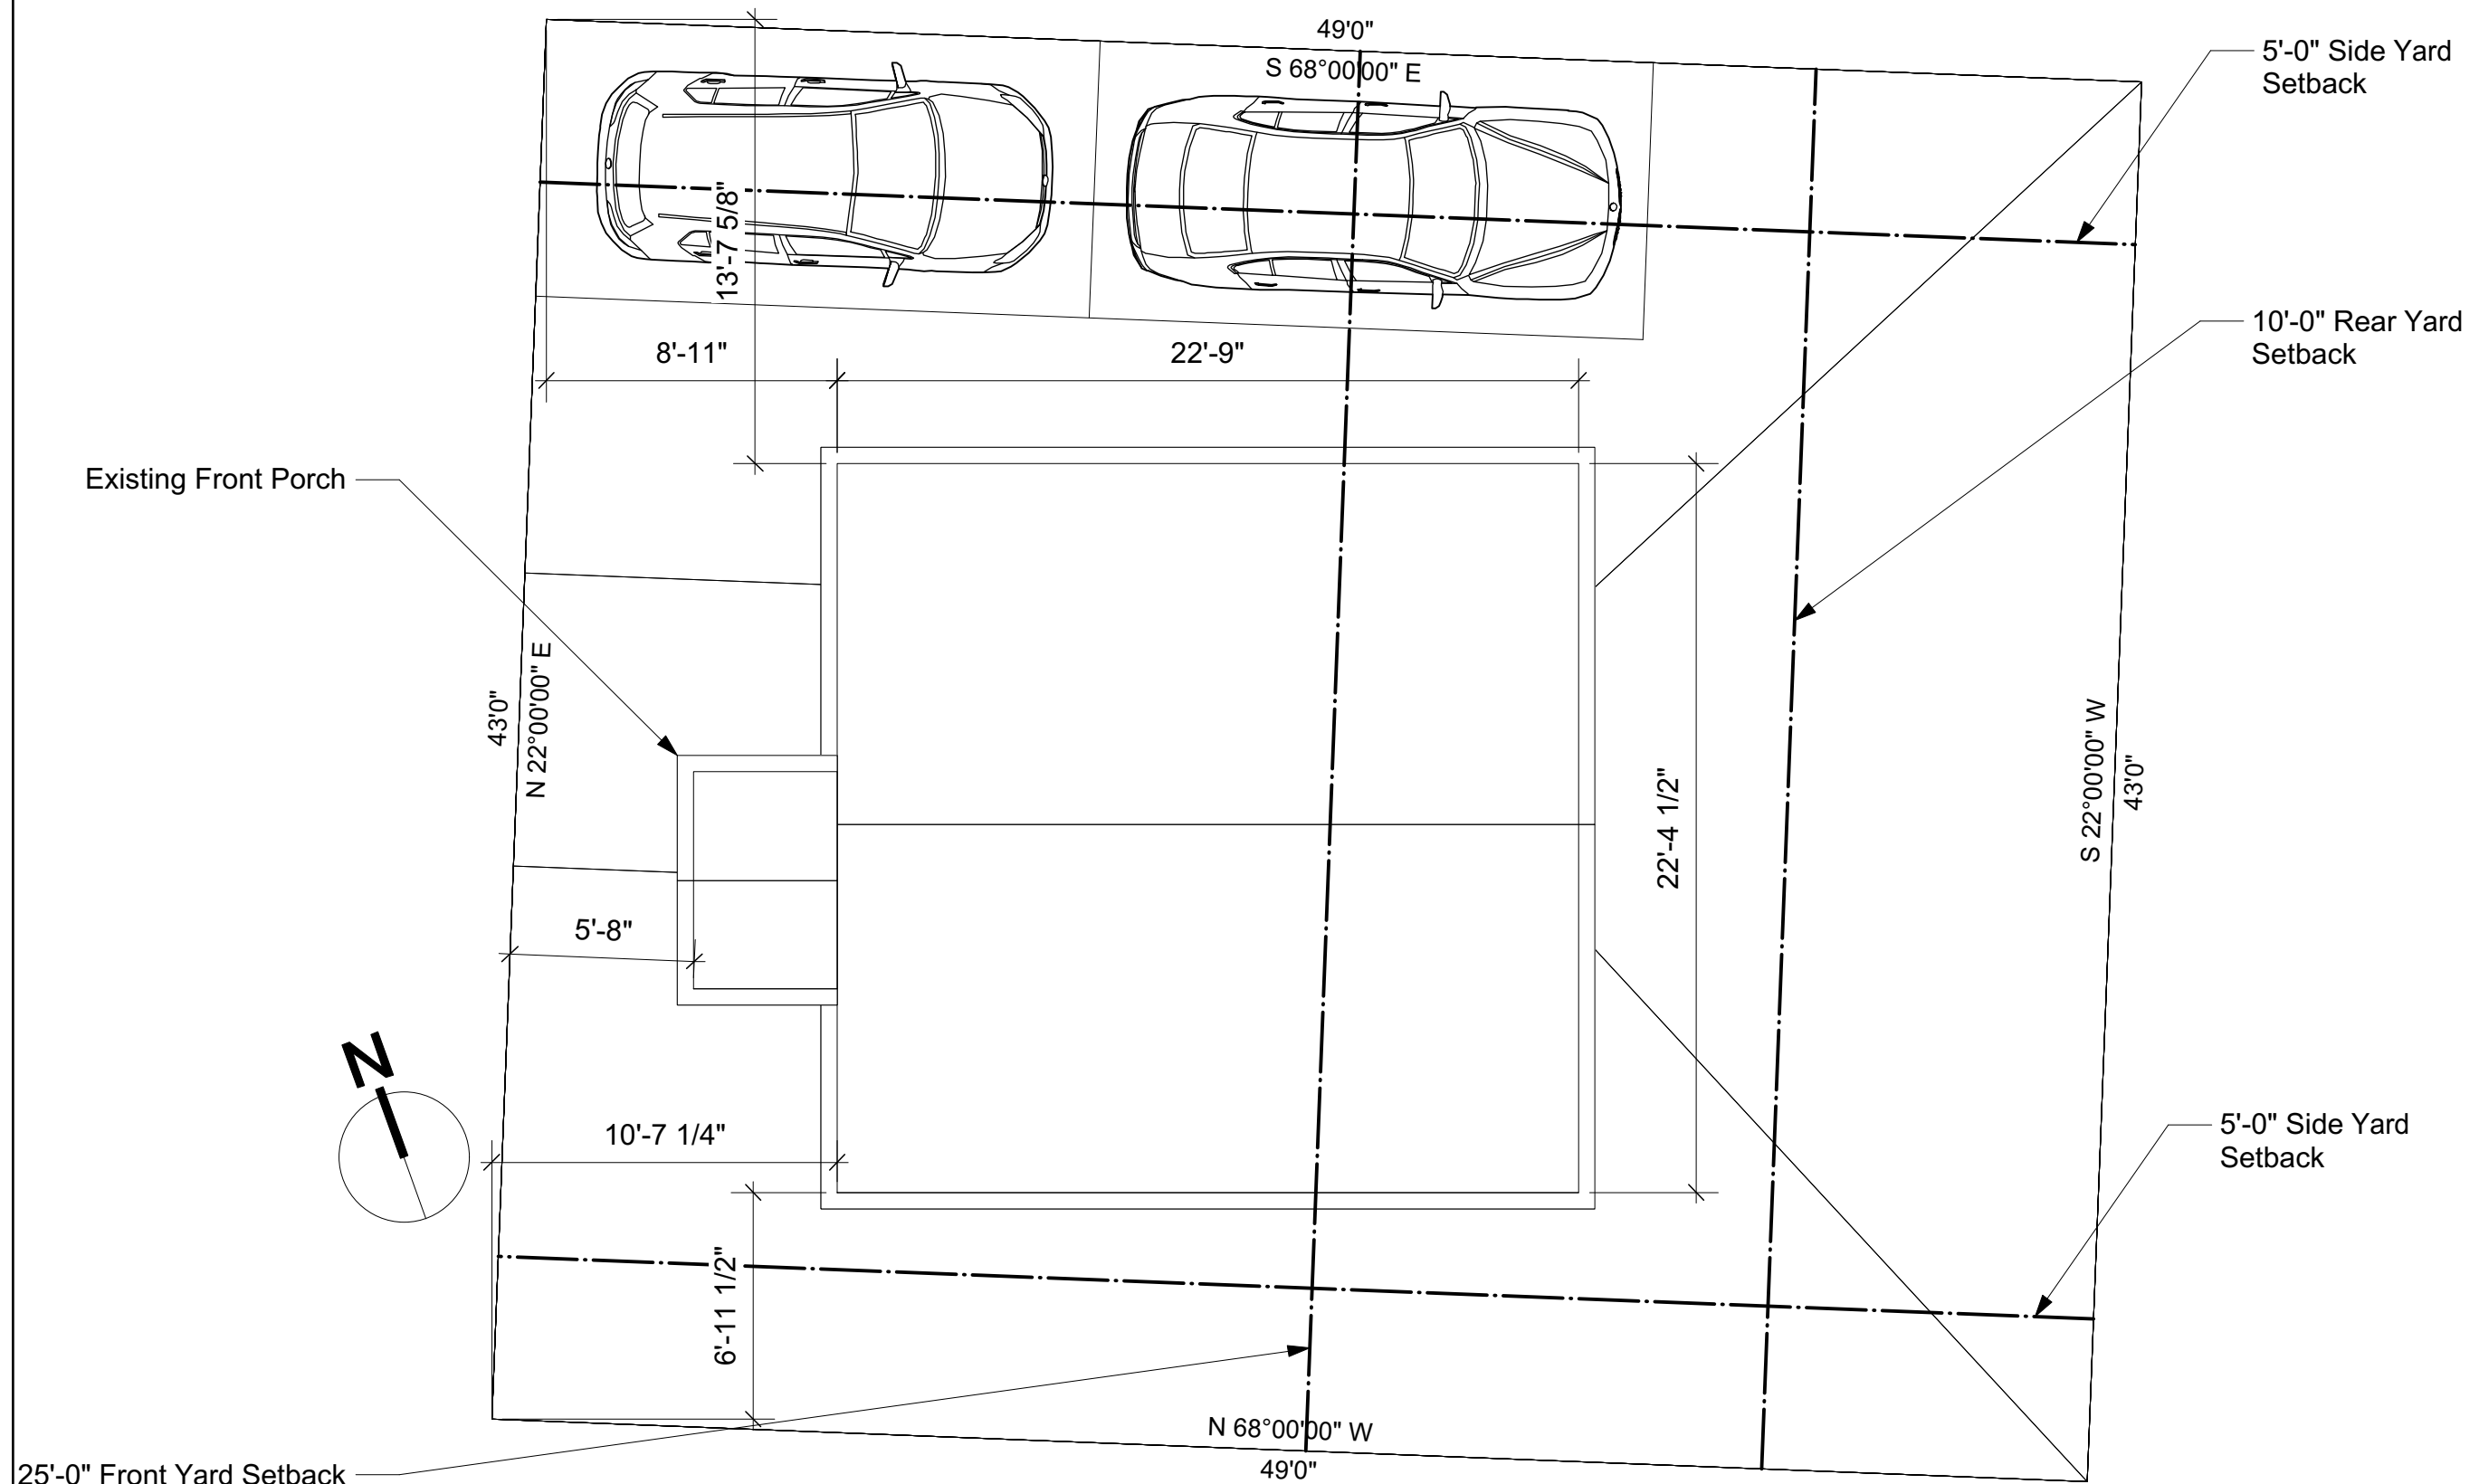 49'0"
S 68°00'00" E
5'-0" Side Yard
Setback
13'-7 5/8"
10'-0" Rear Yard
Setback
8'-11"
22'-9"
Existing Front Porch
N 22°00'00" E
43'0"
S 22°00'00" W
43'0"
22'-4 1/2"
5'-8"
N
10'-7 1/4"
5'-0" Side Yard
Setback
6'-11 1/2"
N 68°00'00" W
49'0"
25'-0" Front Yard Setback